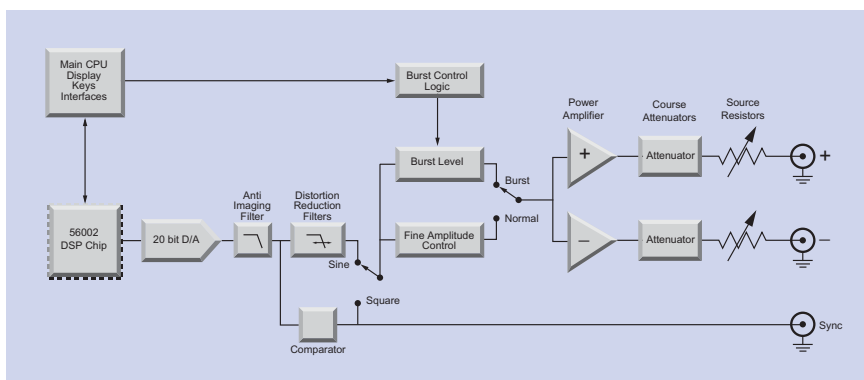 Main CPU
Display
Keys
Interfaces
Burst Control
Logic
Power
Amplifier
Course
Attenuators
Source
Resistors
+
Attenuator
+
Burst Level
Burst
Normal
56002
DSP Chip
20 bit D/A
Anti
Imaging
Filter
Distortion
Reduction
Filters
Sine
Fine Amplitude
Control
−
Attenuator
−
Square
Comparator
Sync